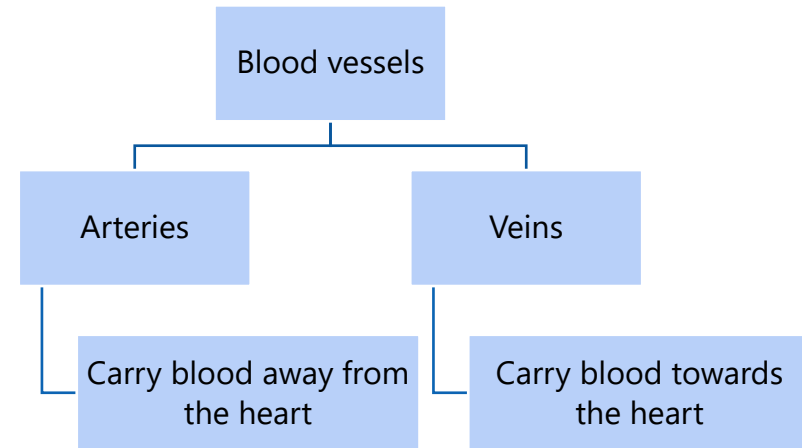 Blood vessels
Arteries
Veins
Carry blood away from
the heart
Carry blood towards
the heart